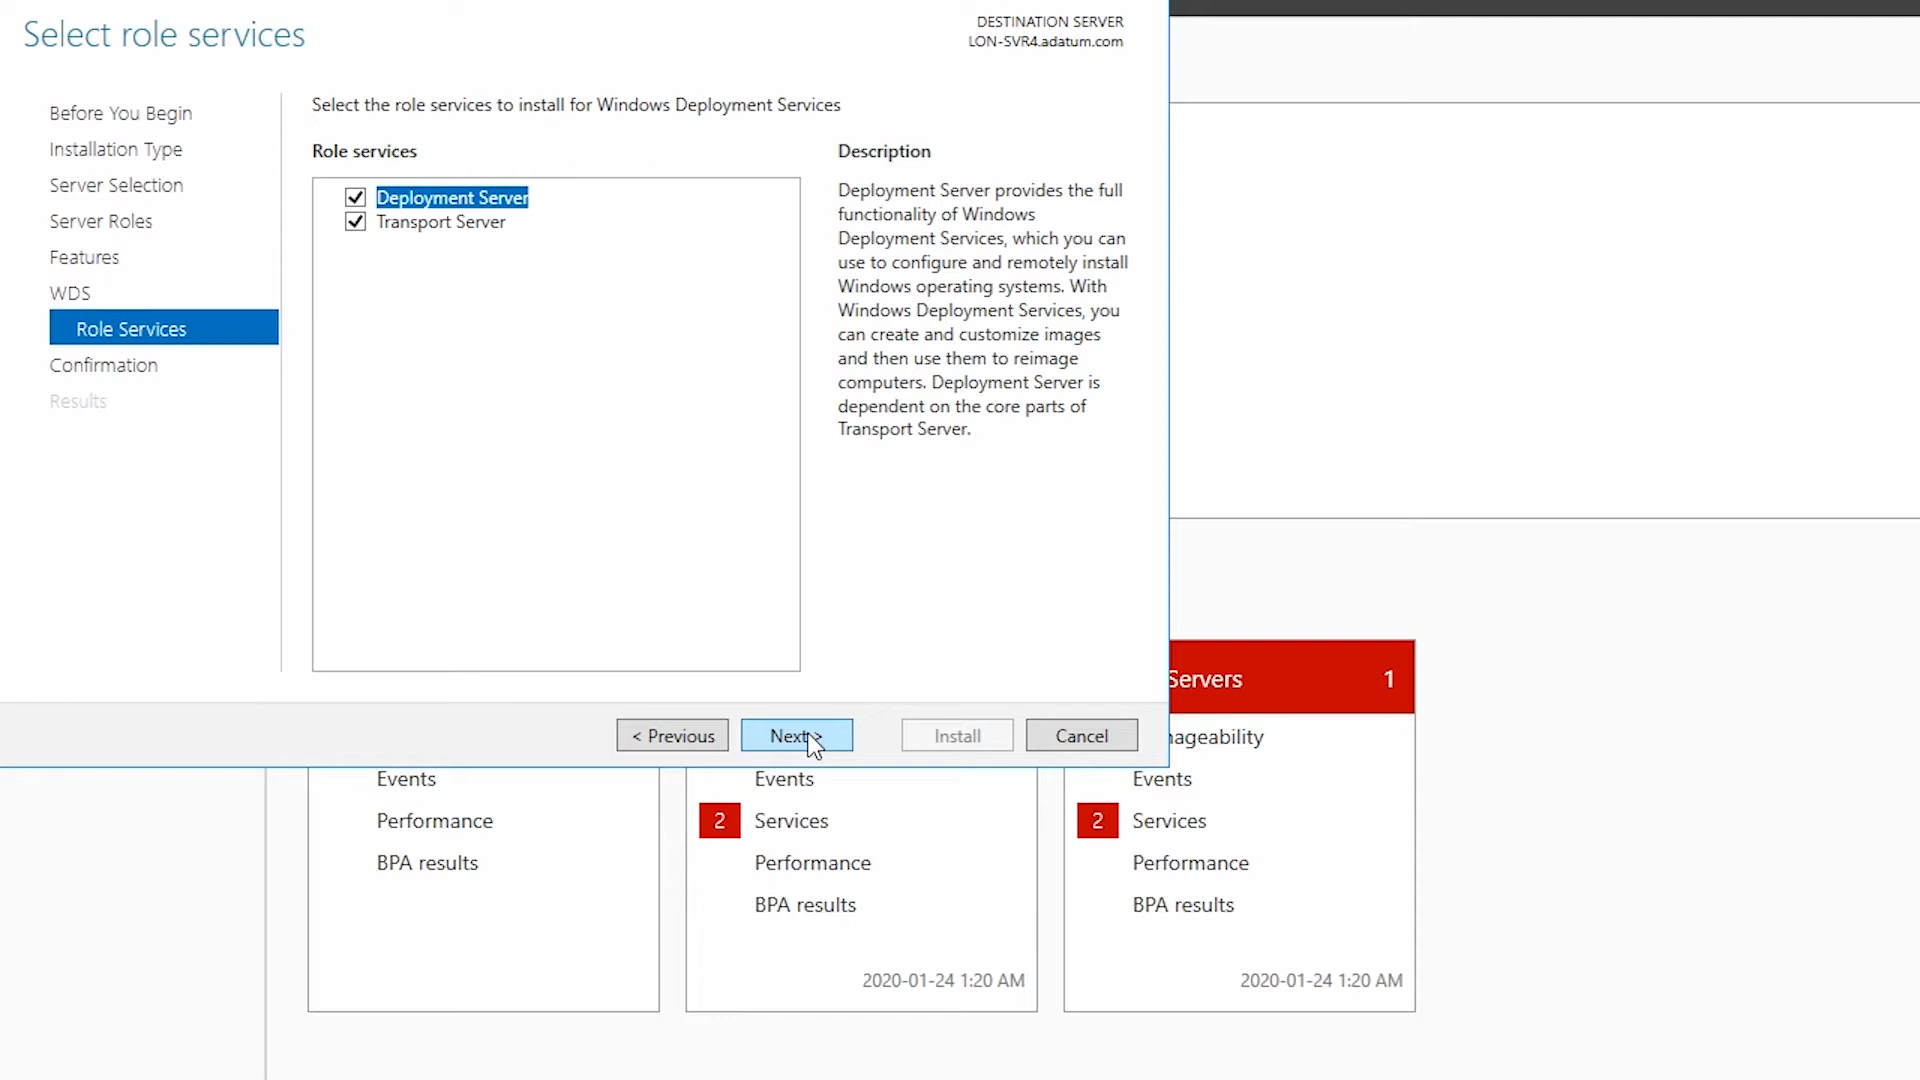 Select role services
DESTINATION SERVER
LON-SVR4.adatum.com
Before You Begin
Installation Type
Server Selection
Server Roles
Features
WDS
Role Services
Confirmation
Results
Select the role services to install for Windows Deployment Services
Role services
Deployment Server
Transport Server
Description
Deployment Server provides the full
functionality of Windows
Deployment Services, which you can
use to configure and remotely install
Windows operating systems. With
Windows Deployment Services, you
can create and customize images
and then use them to reimage
computers. Deployment Server is
dependent on the core parts of
Transport Server.
< Previous
Next >
Install
Cancel
Events
Performance
BPA results
Events
2 Services
Performance
BPA results
2020-01-24 1:20 AM
Servers 1
nageability
Events
2 Services
Performance
BPA results
2020-01-24 1:20 AM